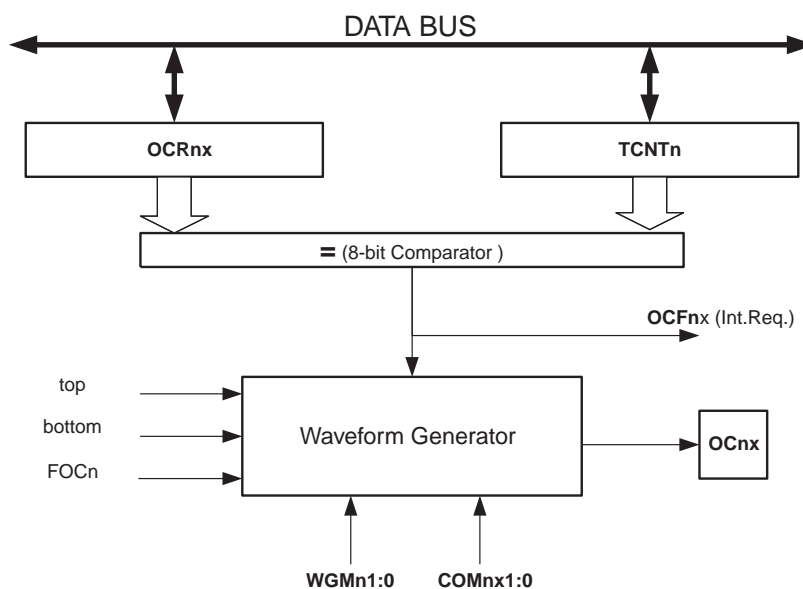 DATA BUS
OCRnx
TCNTn
= (8-bit Comparator )
OCFnx (Int.Req.)
top
bottom
FOCn
Waveform Generator
OCnx
WGMn1:0
COMnx1:0